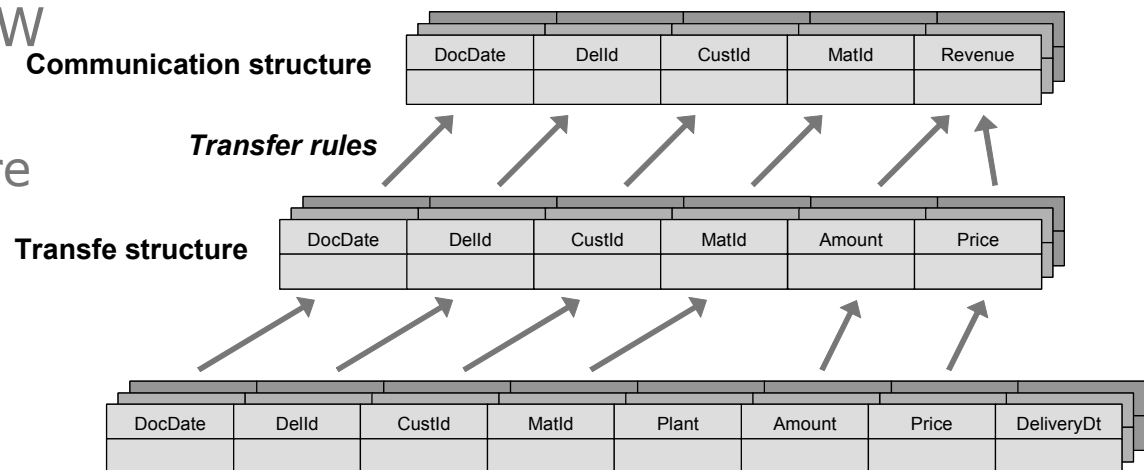 W
Communication structure
DocDate DelId CustId MatId Revenue
Transfer rules
re
Transfe structure
DocDate DelId CustId MatId Amount Price
DocDate DelId CustId MatId Plant Amount Price DeliveryDt